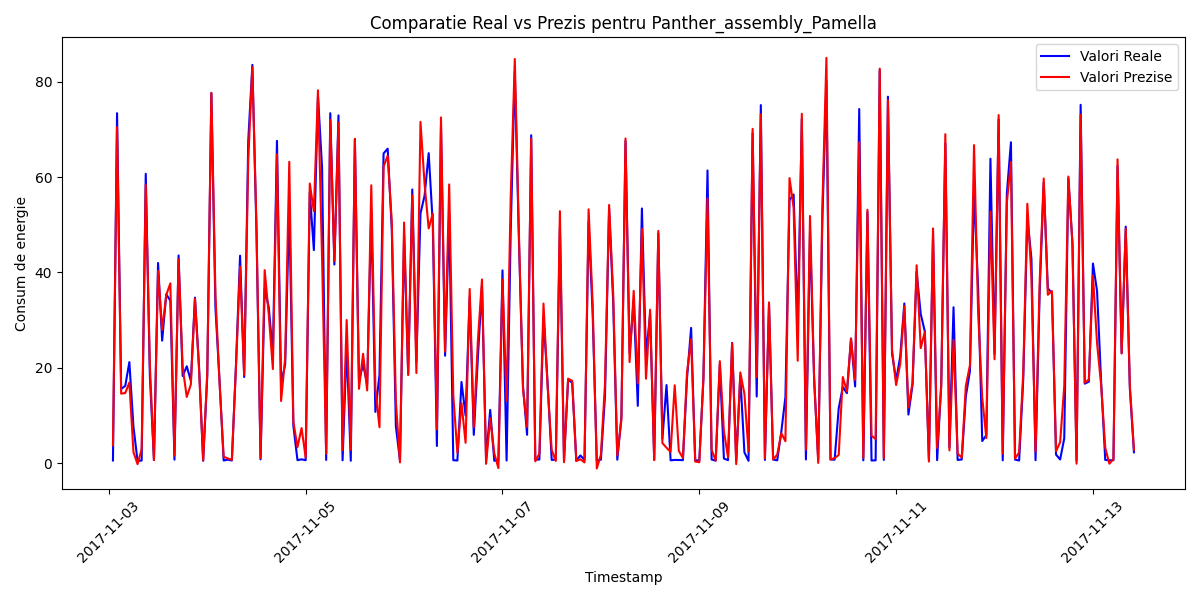 Comparatie Real vs Prezis pentru Panther_assembly_Pamella
Valori Reale
Valori Prezise
Consum de energie
80
60
40
20
0
2017-11-03
2017-11-05
2017-11-07
2017-11-09
2017-11-11
2017-11-13
Timestamp